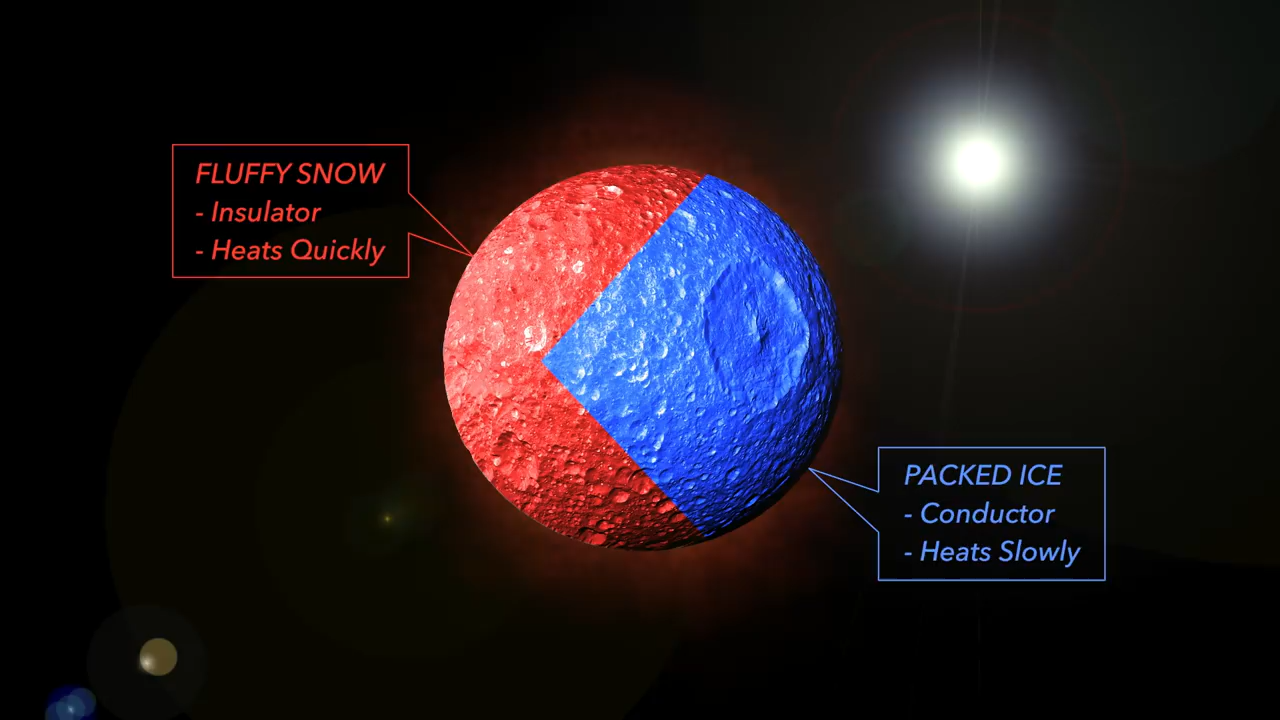 FLUFFY SNOW
- Insulator
- Heats Quickly
PACKED ICE
- Conductor
- Heats Slowly